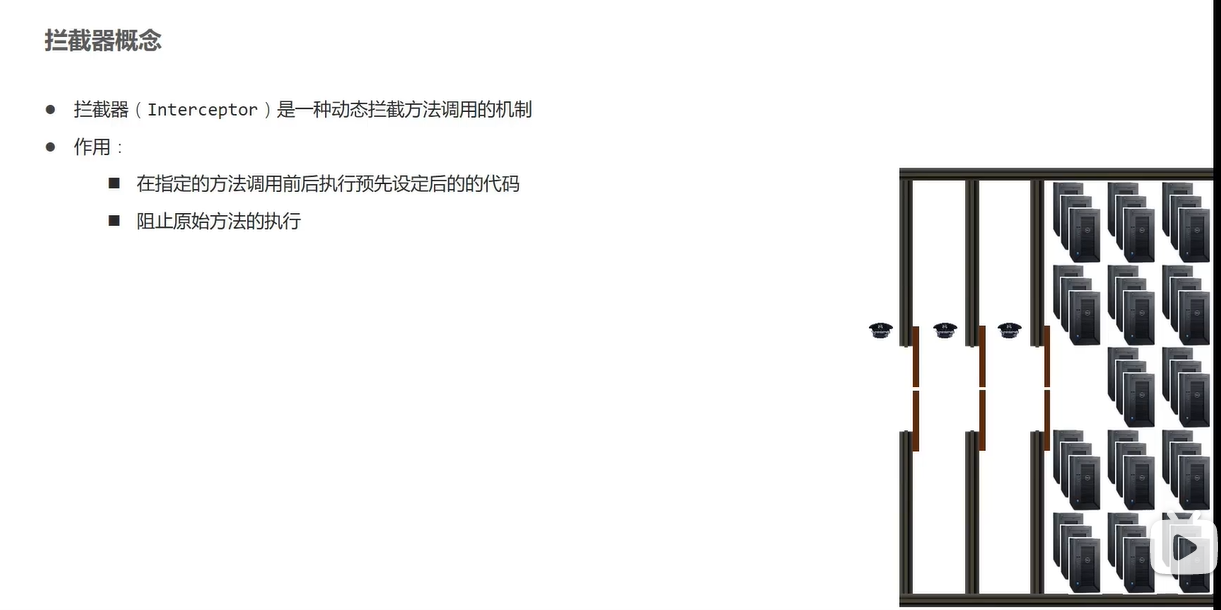 拦截器概念
● 拦截器（Interceptor）是一种动态拦截方法调用的机制
● 作用：
■ 在指定的方法调用前后执行预先设定后的的代码
■ 阻止原始方法的执行